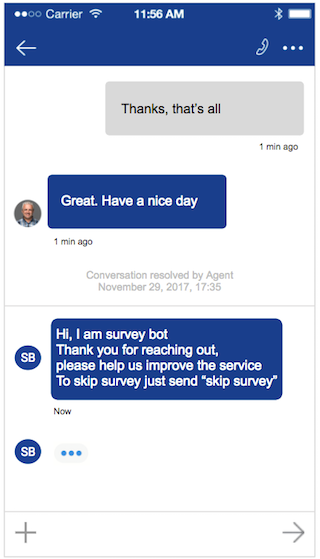 Carrier 11:56 AM
Thanks, that's all
1 min ago
Great. Have a nice day
1 min ago
Conversation resolved by Agent
November 29, 2017, 17:35
SB
Hi, I am survey bot
Thank you for reaching out,
please help us improve the service
To skip survey just send “skip survey”
Now
SB